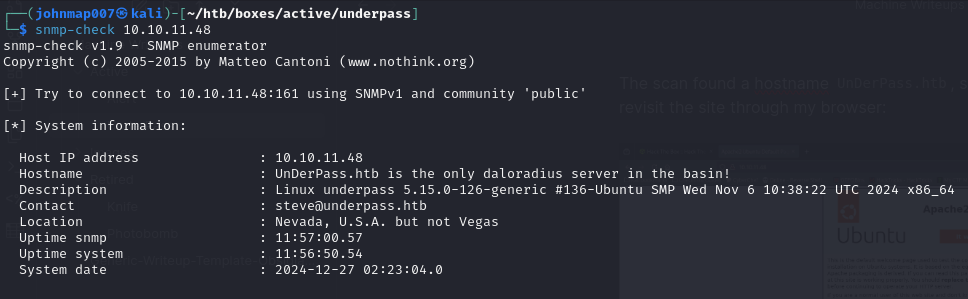 Machine Writeups
┌──(johnmap007㉿kali)-[~/htb/boxes/active/underpass]
└─$ snmp-check 10.10.11.48
snmp-check v1.9 - SNMP enumerator
Copyright (c) 2005-2015 by Matteo Cantoni (www.nothink.org)
The scan found a hostname UnDerPass.htb, s
[+] Try to connect to 10.10.11.48:161 using SNMPv1 and community 'public'
revisit the site through my browser:
[*] System information:
Host IP address : 10.10.11.48
Hostname : UnDerPass.htb is the only daloradius server in the basin!
Description : Linux underpass 5.15.0-126-generic #136-Ubuntu SMP Wed Nov 6 10:38:22 UTC 2024 x86_64
Contact : steve@underpass.htb
Apache2
Location : Nevada, U.S.A. but not Vegas
Uptime snmp : 11:57:00.57
Ubuntu
Uptime system : 11:56:50.54
System date : 2024-12-27 02:23:04.0